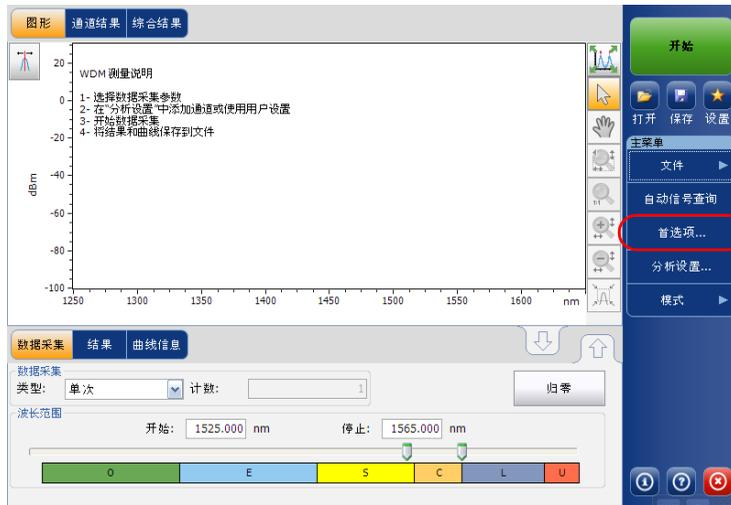 图形 通道结果 综合结果
WDM 测量说明
1- 选择数据采集参数
2- 在"分析设置"中添加通道或使用用户设置
3- 开始数据采集
4- 将结果和曲线保存到文件
dBm
20
0
-20
-40
-60
-80
-100
1250 1300 1350 1400 1450 1500 1550 1600 nm
1:1
数据采集 结果 曲线信息
数据采集
类型: 单次 计数: 1 归零
波长范围
开始: 1525.000 nm 停止: 1565.000 nm
O E S C L U
开始
打开 保存 设置
主菜单
文件
自动信号查询
首选项...
分析设置...
模式